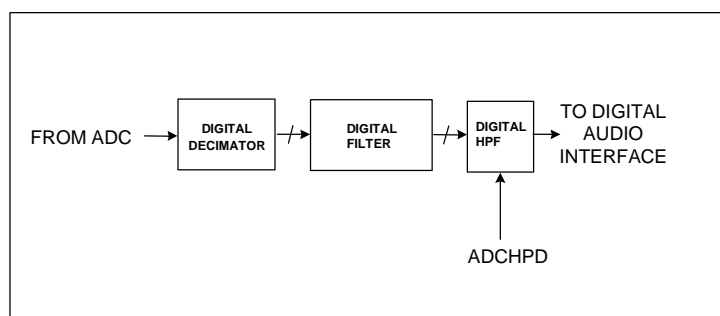 FROM ADC
DIGITAL
DECIMATOR
DIGITAL
FILTER
DIGITAL
HPF
TO DIGITAL
AUDIO
INTERFACE
ADCHPD